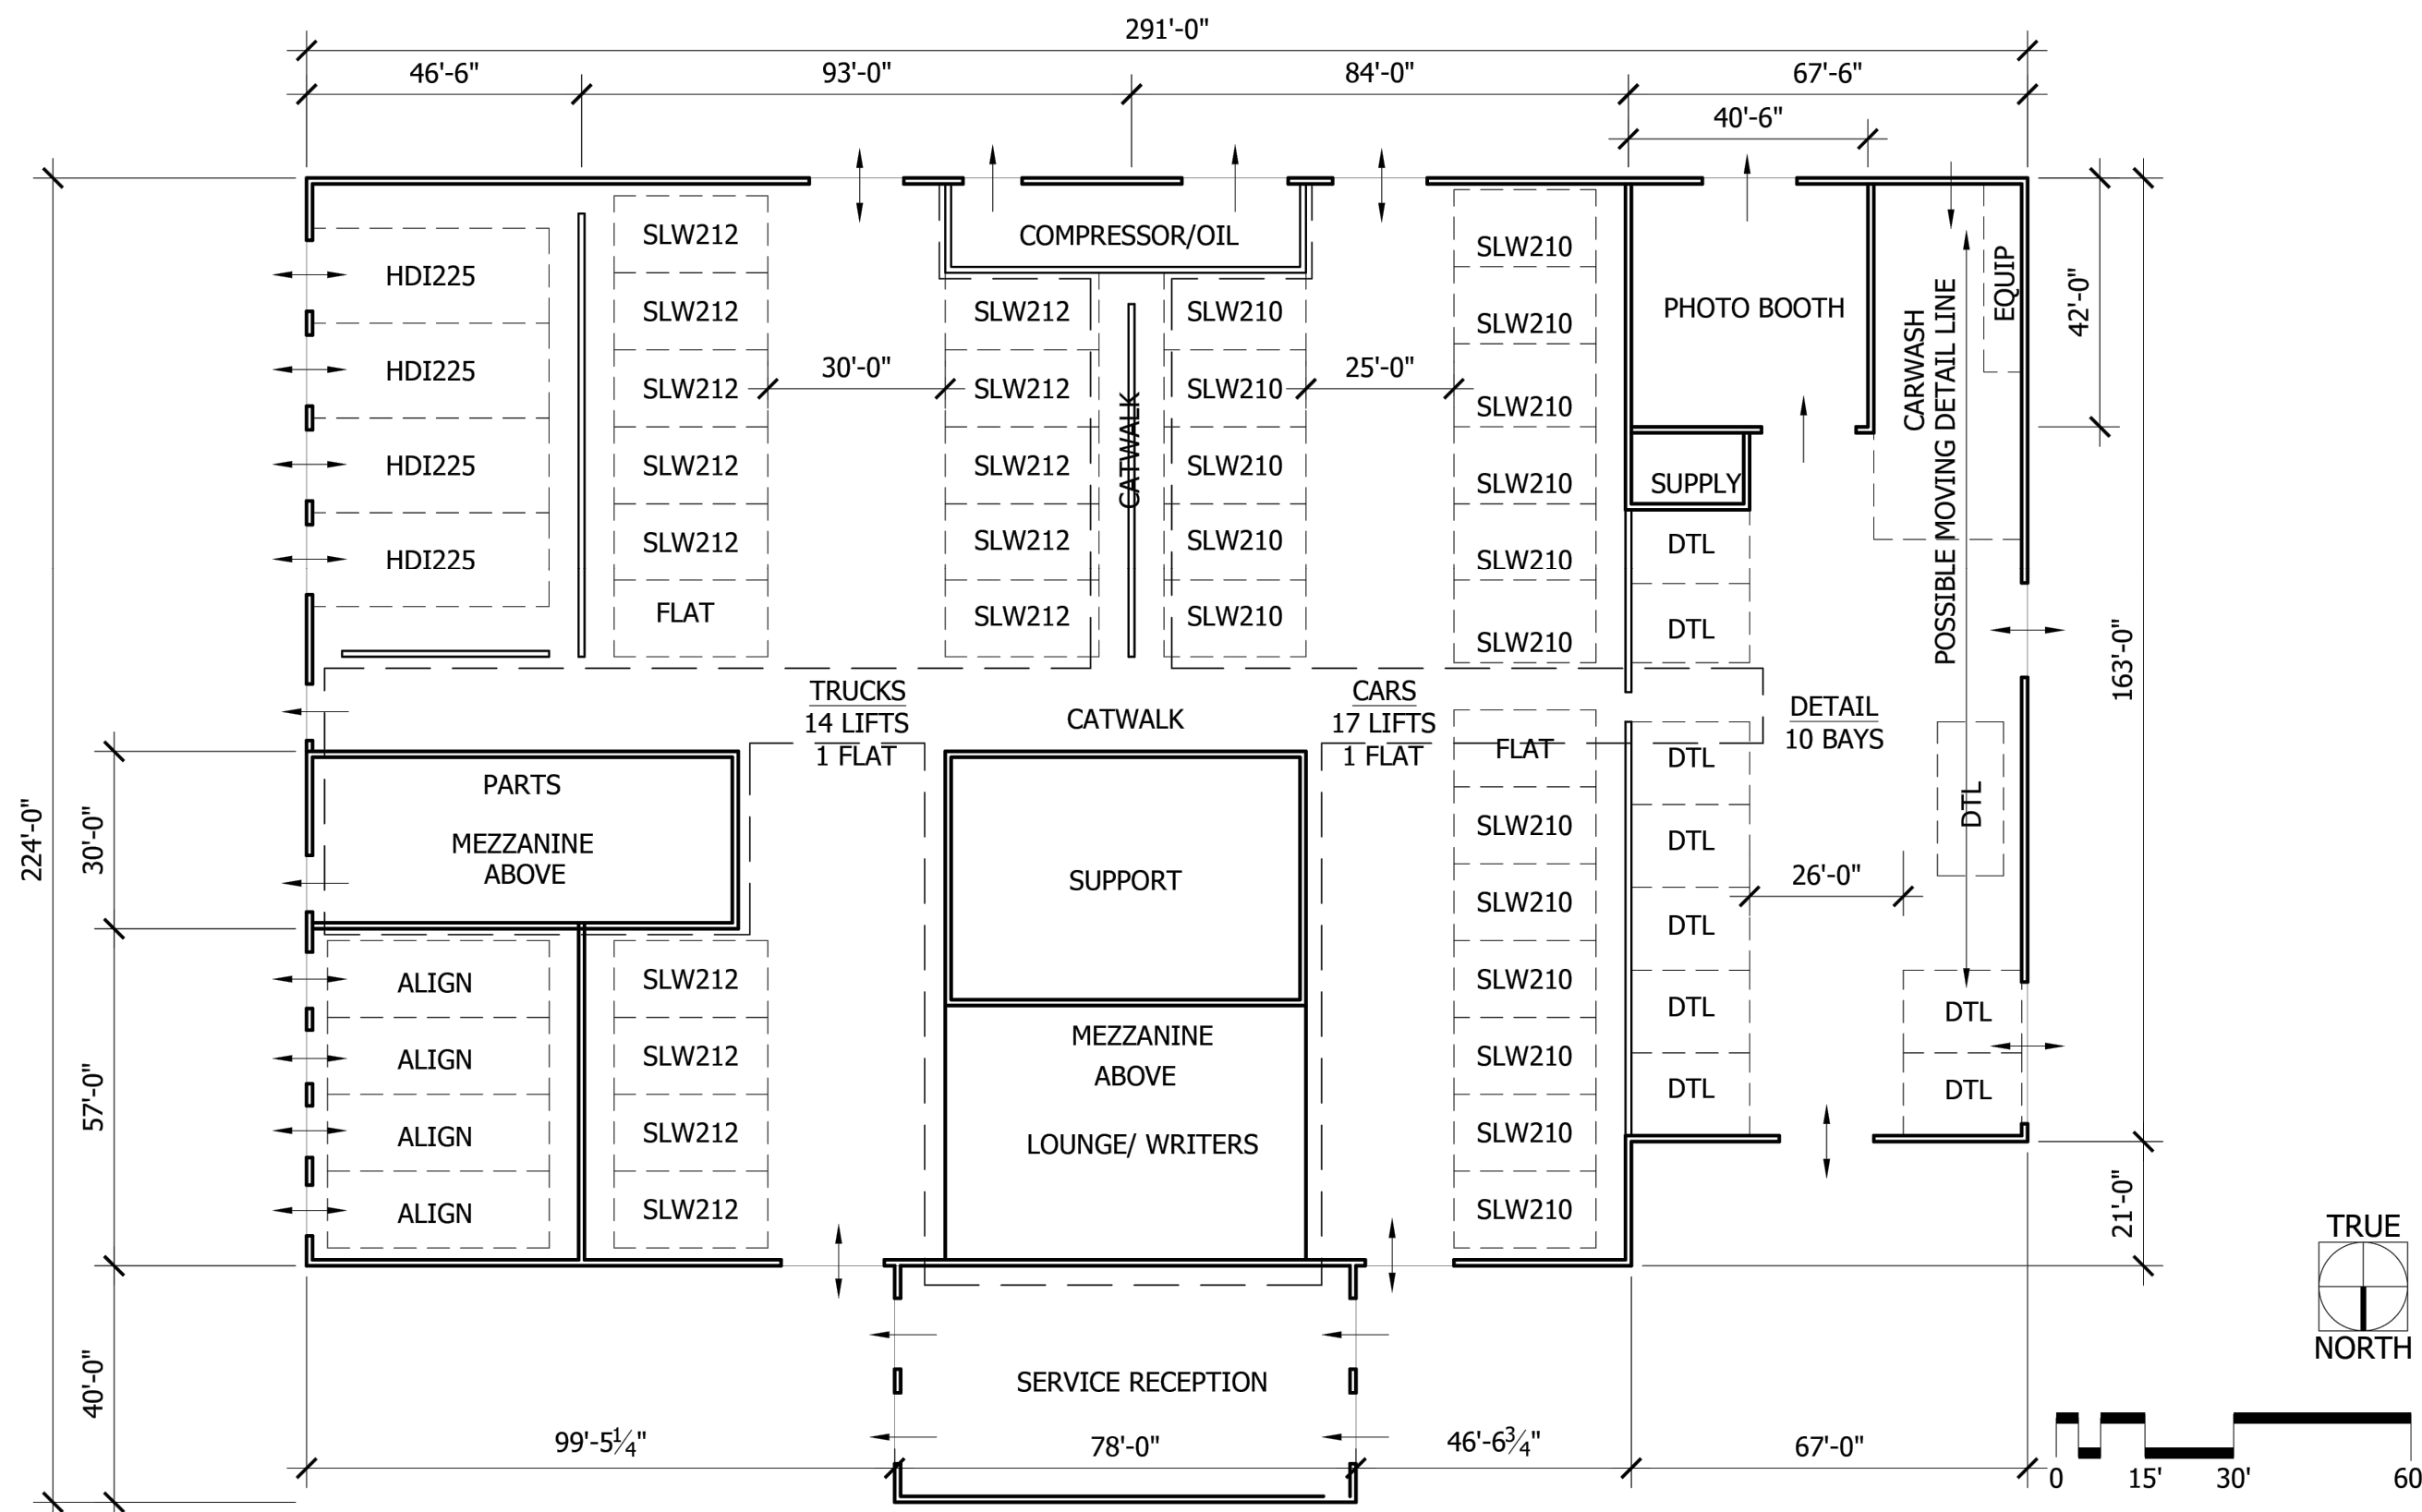 291'-0"
46'-6"
93'-0"
84'-0"
67'-6"
40'-6"
SLW212
COMPRESSOR/OIL
SLW210
HDI225
SLW212
SLW212
SLW210
SLW210
PHOTO BOOTH
EQUIP
42'-0"
HDI225
SLW212
30'-0"
SLW212
CATWALK
SLW210
25'-0"
SLW210
CARWASH
POSSIBLE MOVING DETAIL LINE
HDI225
SLW212
SLW212
SLW210
SLW210
SUPPLY
HDI225
SLW212
SLW212
SLW210
SLW210
DTL
FLAT
SLW212
SLW210
SLW210
DTL
163'-0"
TRUCKS
14 LIFTS
1 FLAT
CATWALK
CARS
17 LIFTS
1 FLAT
FLAT
DTL
DETAIL
10 BAYS
224'-0"
30'-0"
PARTS
MEZZANINE
ABOVE
SUPPORT
SLW210
DTL
DTL
SLW210
DTL
26'-0"
57'-0"
ALIGN
SLW212
MEZZANINE
ABOVE
SLW210
DTL
DTL
ALIGN
SLW212
SLW210
DTL
DTL
ALIGN
SLW212
LOUNGE/ WRITERS
SLW210
ALIGN
SLW212
SLW210
21'-0"
TRUE
NORTH
40'-0"
SERVICE RECEPTION
99'-5¼"
78'-0"
46'-6¾"
67'-0"
0
15'
30'
60